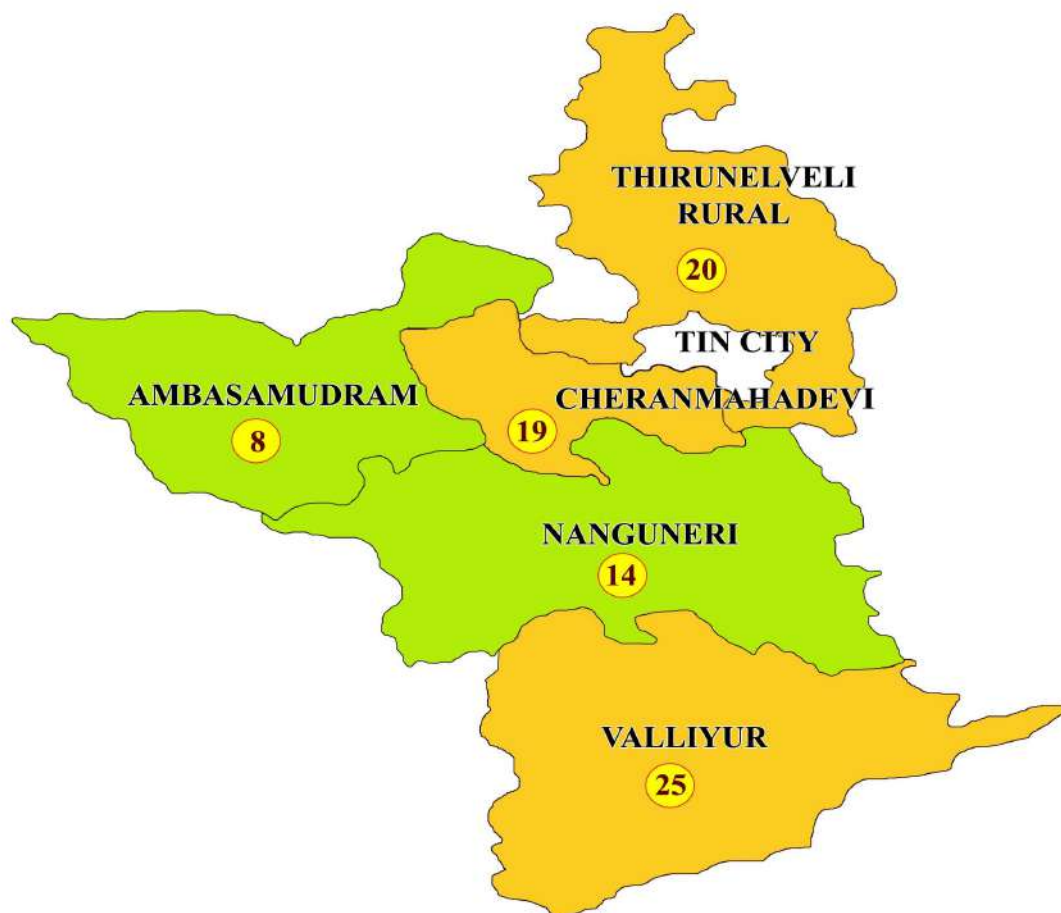 THIRUNELVELI
RURAL
20
TIN CITY
AMBASAMUDRAM
8
CHERANMAHADEVI
19
NANGUNERI
14
VALLIYUR
25